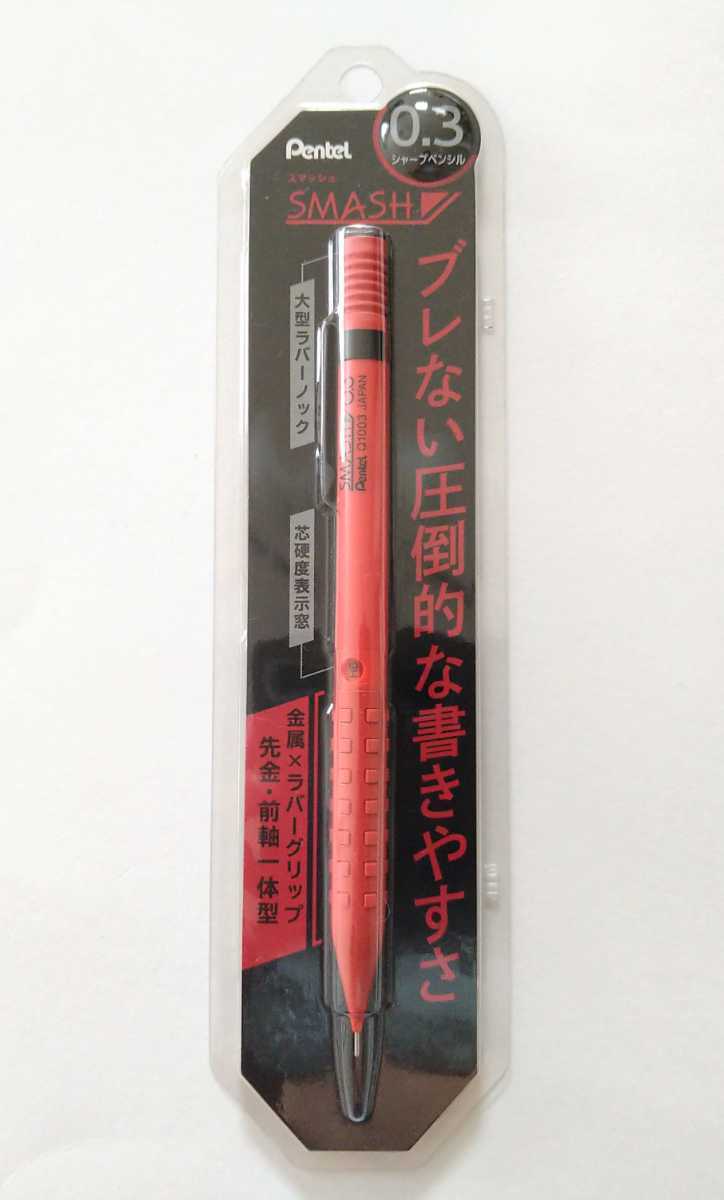 0.3
シャープペンシル
Pentel
スマッシュ
SMASH
ブレない圧倒的な書きやすさ
大型ラバーノック
SMASH 0.3
Pentel Q1003 JAPAN
芯硬度表示窓
金属×ラバーグリップ
先金・前軸一体型